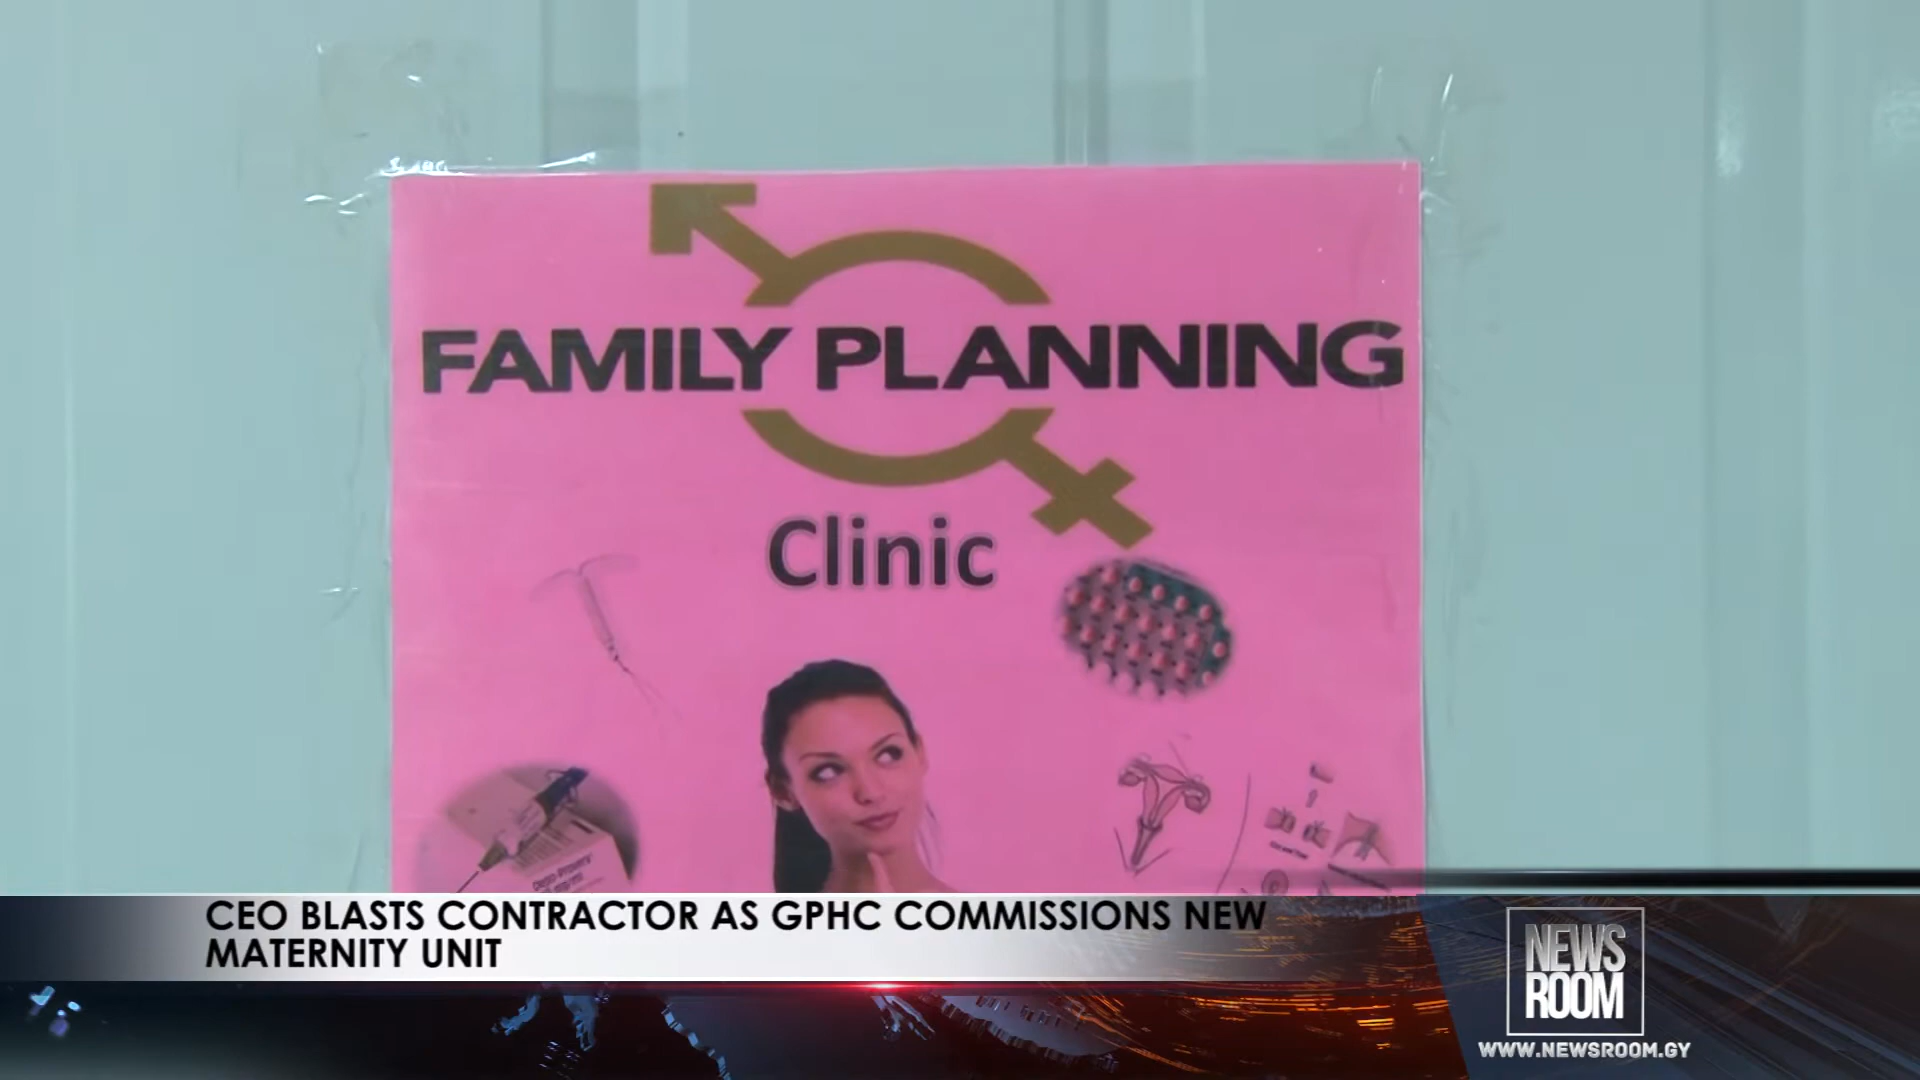 FAMILY PLANNING
Clinic
CEO BLASTS CONTRACTOR AS GPHC COMMISSIONS NEW
MATERNITY UNIT
NEWS
ROOM
WWW.NEWSROOM.GY